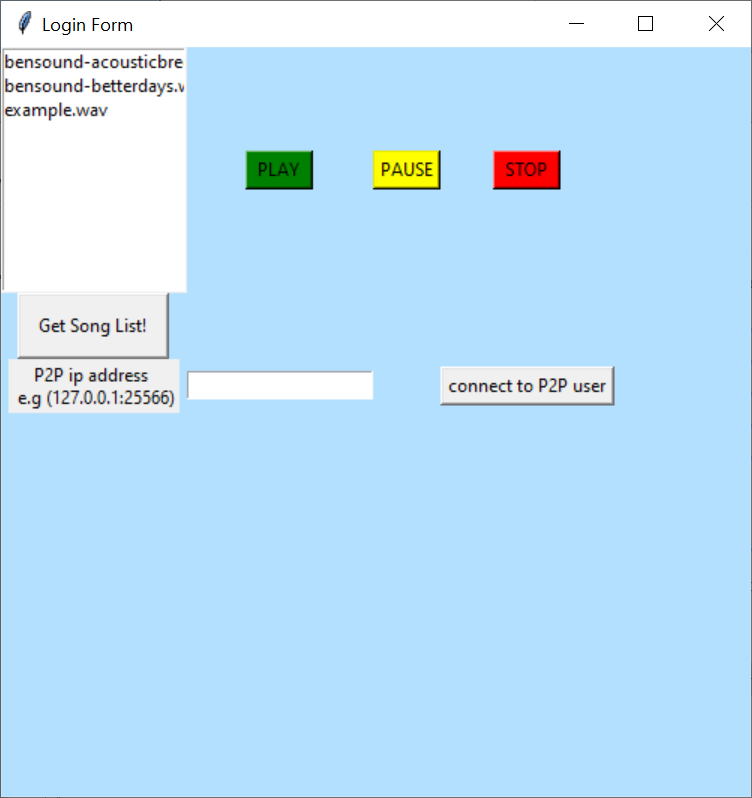 Login Form
bensound-acousticbre
bensound-betterdays.w
example.wav
PLAY
PAUSE
STOP
Get Song List!
P2P ip address
e.g (127.0.0.1:25566)
connect to P2P user